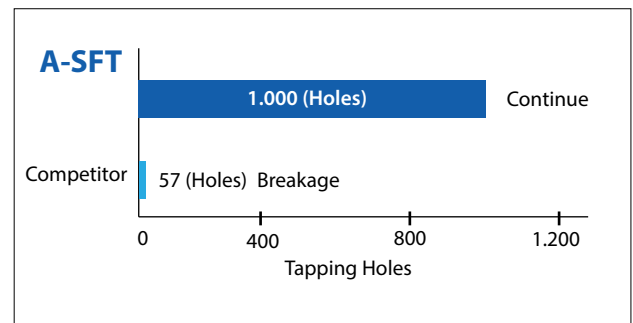 A-SFT
1.000 (Holes) Continue
Competitor 57 (Holes) Breakage
0 400 800 1.200
Tapping Holes